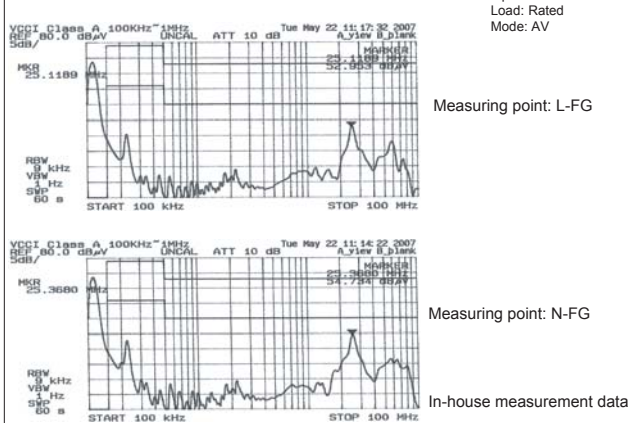 Load: Rated
Mode: AV
VCCI Class A 100KHz~1MHz Tue May 22 11:17:32 2007
REF 80.0 dBµV UNCAL ATT 10 dB A_view B_blank
5dB/
MARKER
25.1189 MHz
52.953 dBµV
MKR
25.1189 MHz
Measuring point: L-FG
RBW
9 kHz
VBW
1 Hz
SWP
60 s
START 100 kHz STOP 100 MHz
VCCI Class A 100KHz~1MHz Tue May 22 11:14:22 2007
REF 80.0 dBµV UNCAL ATT 10 dB A_view B_blank
5dB/
MARKER
25.3680 MHz
54.734 dBµV
MKR
25.3680 MHz
Measuring point: N-FG
RBW
9 kHz
VBW
1 Hz
SWP
60 s
In-house measurement data
START 100 kHz STOP 100 MHz